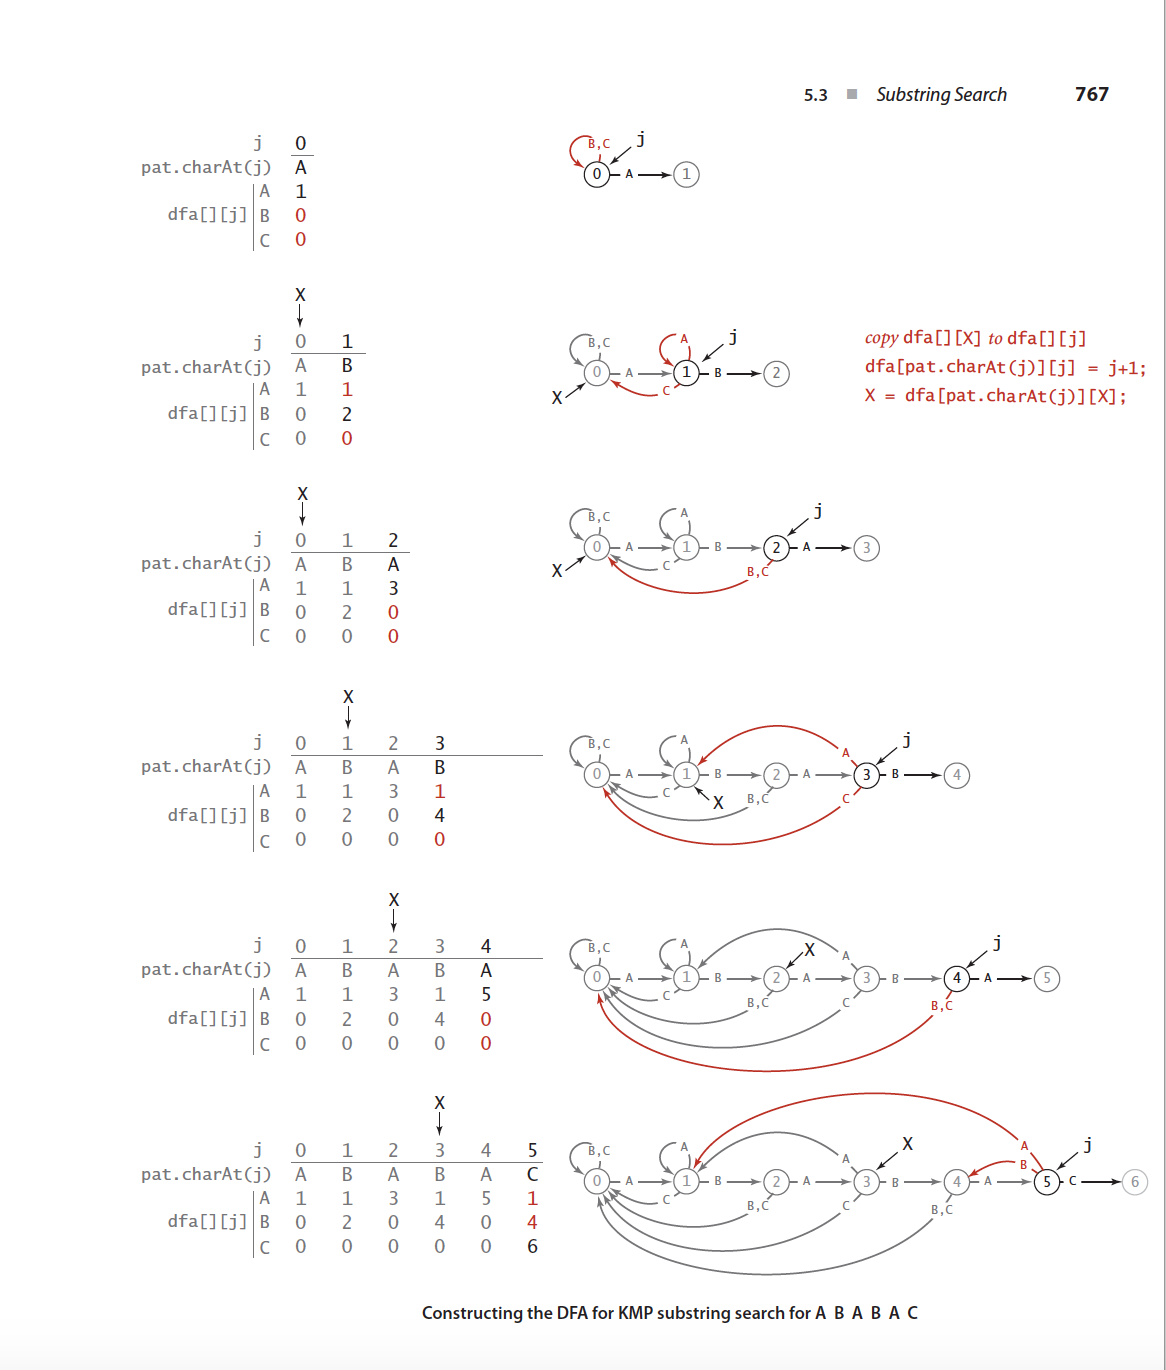 5.3 ■ Substring Search 767
j 0
pat.charAt(j) A
A 1
dfa[][j] B 0
C 0
B,C j
0 A 1
X
j 0 1
pat.charAt(j) A B
A 1 1
dfa[][j] B 0 2
C 0 0
B,C A j
0 A 1 B 2
X C
copy dfa[][X] to dfa[][j]
dfa[pat.charAt(j)][j] = j+1;
X = dfa[pat.charAt(j)][X];
X
j 0 1 2
pat.charAt(j) A B A
A 1 1 3
dfa[][j] B 0 2 0
C 0 0 0
B,C A j
0 A 1 B 2 A 3
X C B,C
X
j 0 1 2 3
pat.charAt(j) A B A B
A 1 1 3 1
dfa[][j] B 0 2 0 4
C 0 0 0 0
B,C A A j
0 A 1 B 2 A 3 B 4
C X B,C C
X
j 0 1 2 3 4
pat.charAt(j) A B A B A
A 1 1 3 1 5
dfa[][j] B 0 2 0 4 0
C 0 0 0 0 0
B,C A X A j
0 A 1 B 2 A 3 B 4 A 5
C B,C C B,C
X
j 0 1 2 3 4 5
pat.charAt(j) A B A B A C
A 1 1 3 1 5 1
dfa[][j] B 0 2 0 4 0 4
C 0 0 0 0 0 6
B,C A A X A B j
0 A 1 B 2 A 3 B 4 A 5 C 6
C B,C C B,C
Constructing the DFA for KMP substring search for A B A B A C